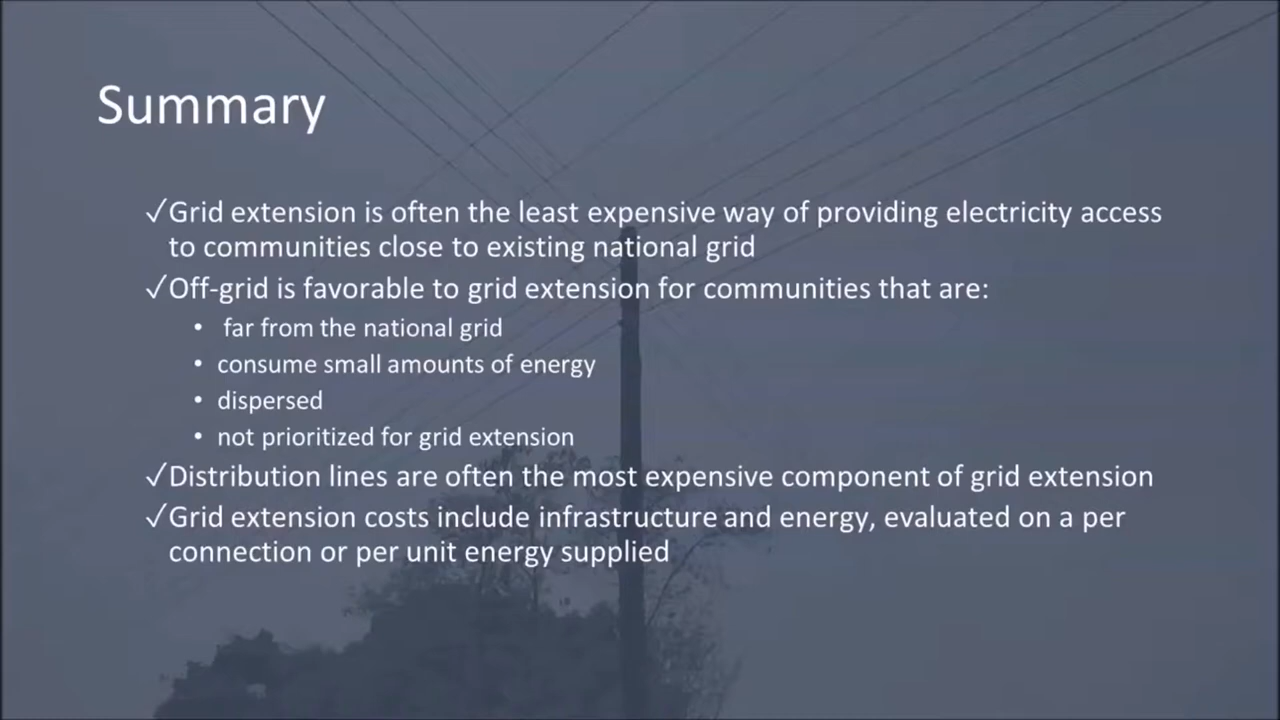 Summary
✓Grid extension is often the least expensive way of providing electricity access
to communities close to existing national grid
✓Off-grid is favorable to grid extension for communities that are:
• far from the national grid
• consume small amounts of energy
• dispersed
• not prioritized for grid extension
✓Distribution lines are often the most expensive component of grid extension
✓Grid extension costs include infrastructure and energy, evaluated on a per
connection or per unit energy supplied